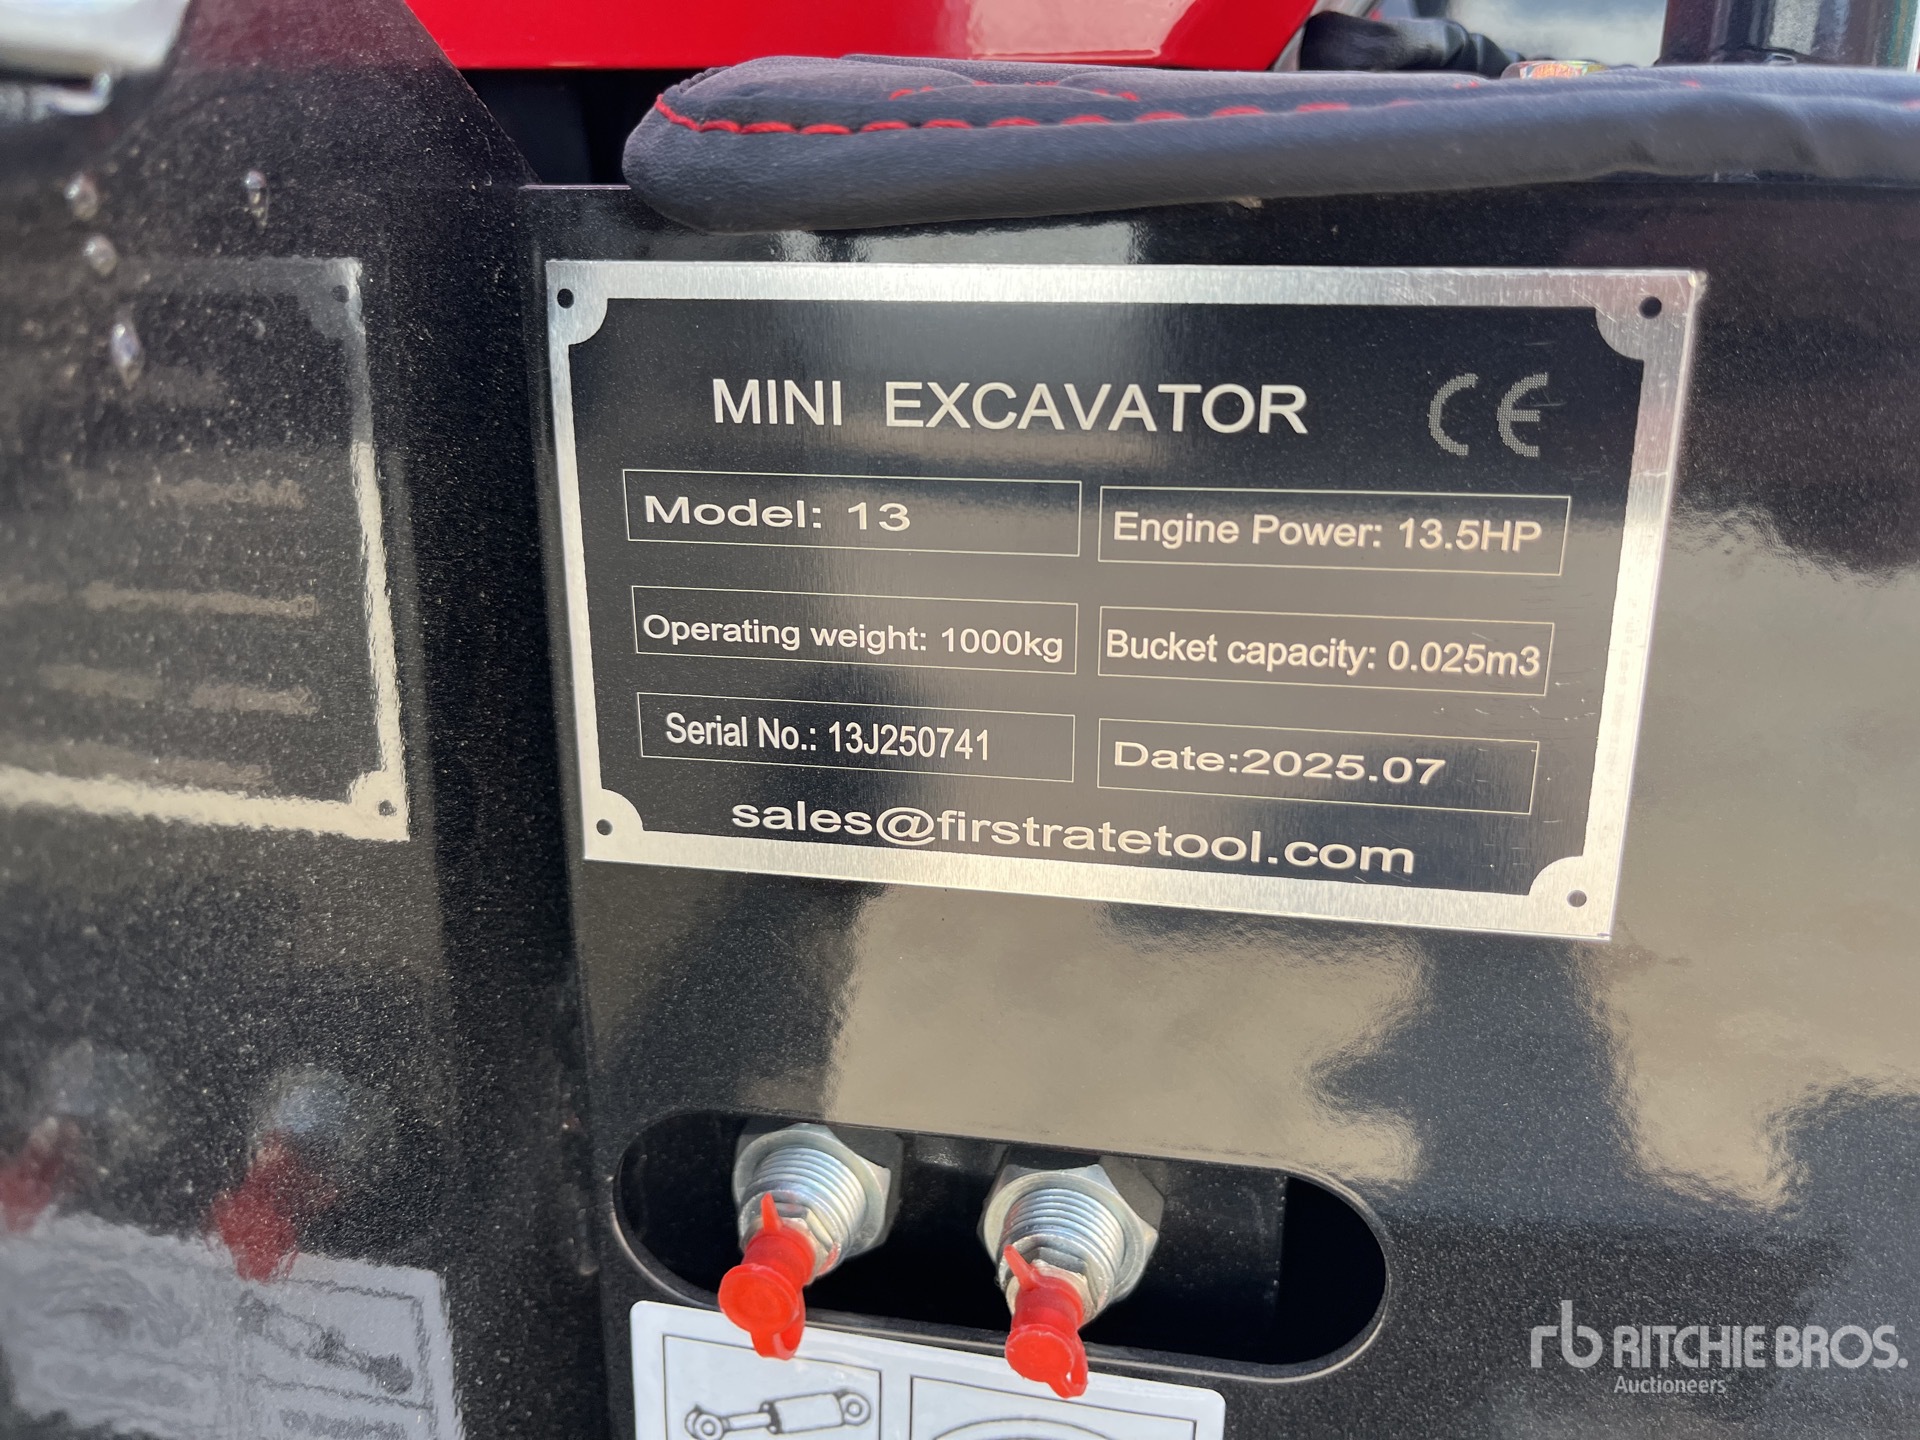 MINI EXCAVATOR CE
Model: 13
Engine Power: 13.5HP
Operating weight: 1000kg
Bucket capacity: 0.025m3
Serial No.: 13J250741
Date:2025.07
sales@firstratetool.com
rb RITCHIE BROS.
Auctioneers